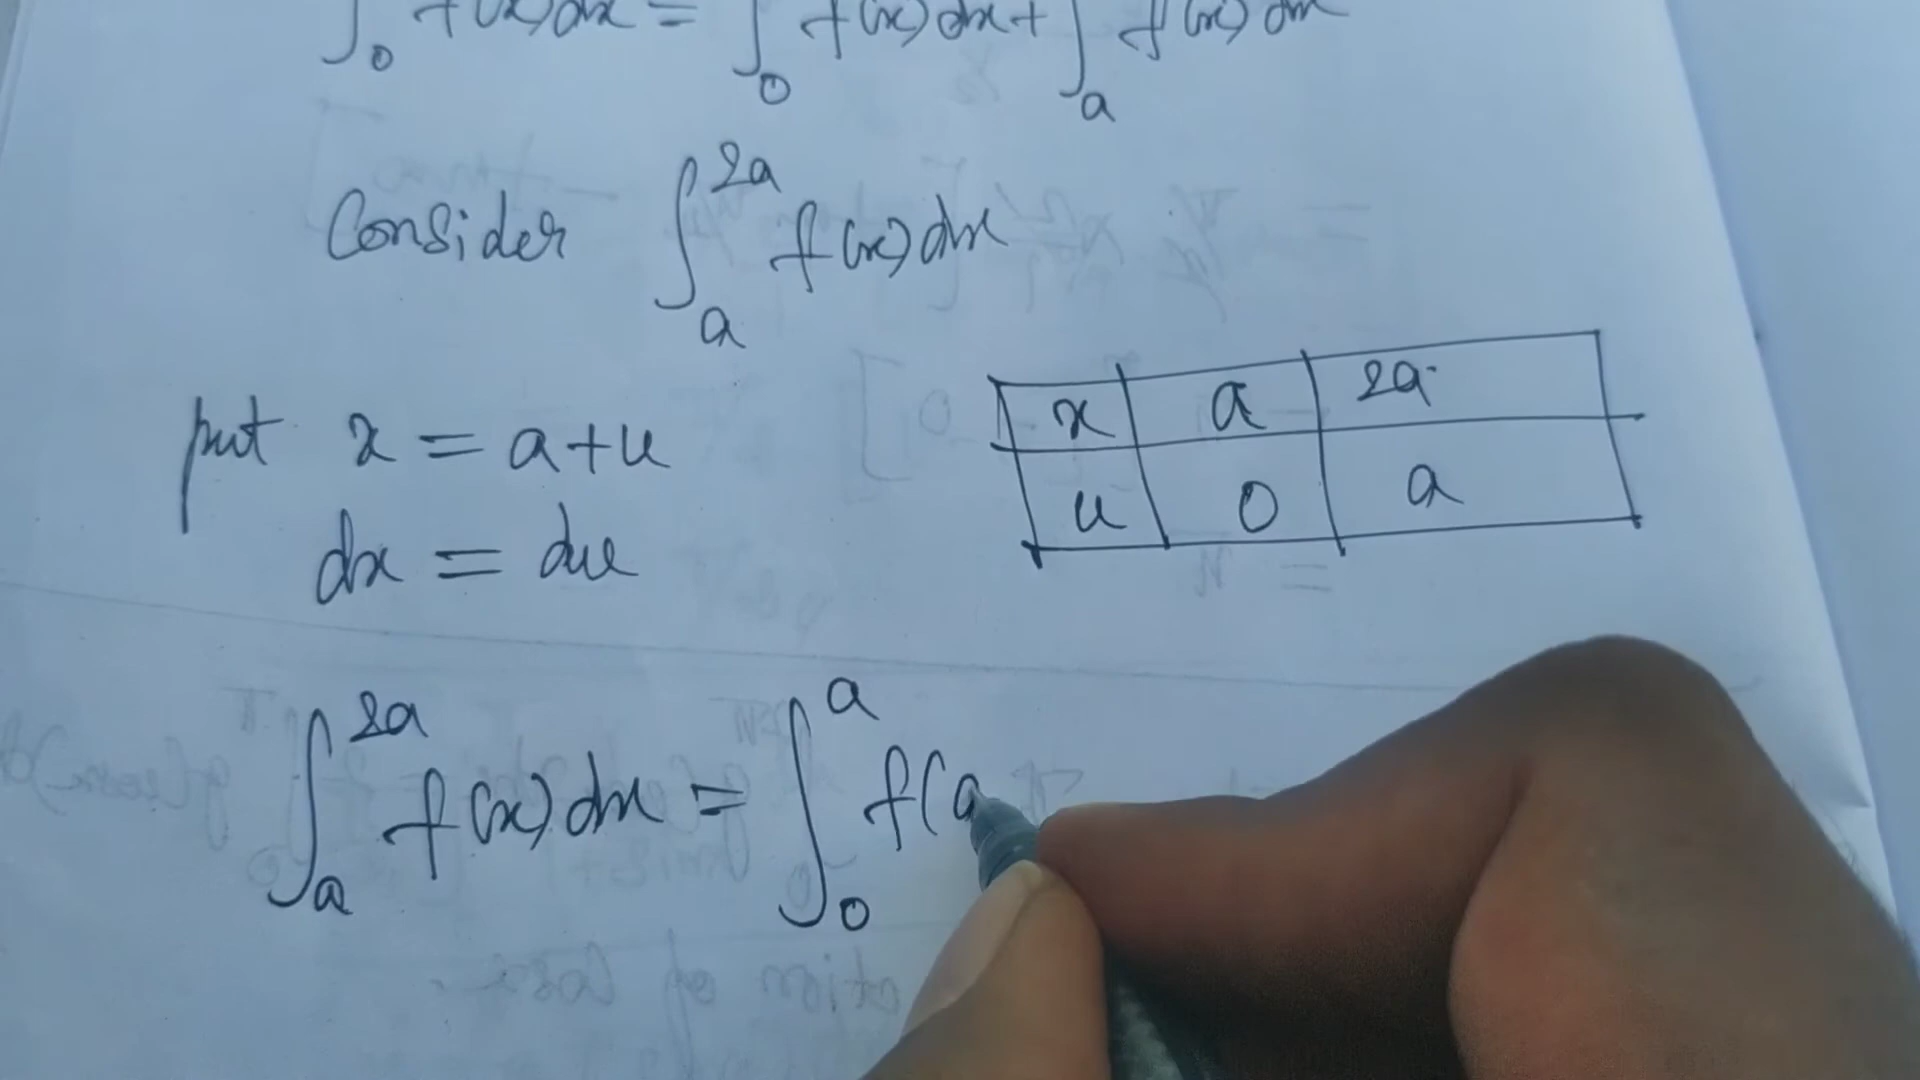 ∫₀ f(x)dx = ∫₀ f(x)dx + ∫ₐ f(x)dx
Consider ∫ₐ²ᵃ f(x)dx
put x = a+u
dx = du
x a 2a
u 0 a
∫ₐ²ᵃ f(x)dx = ∫₀ᵃ f(a